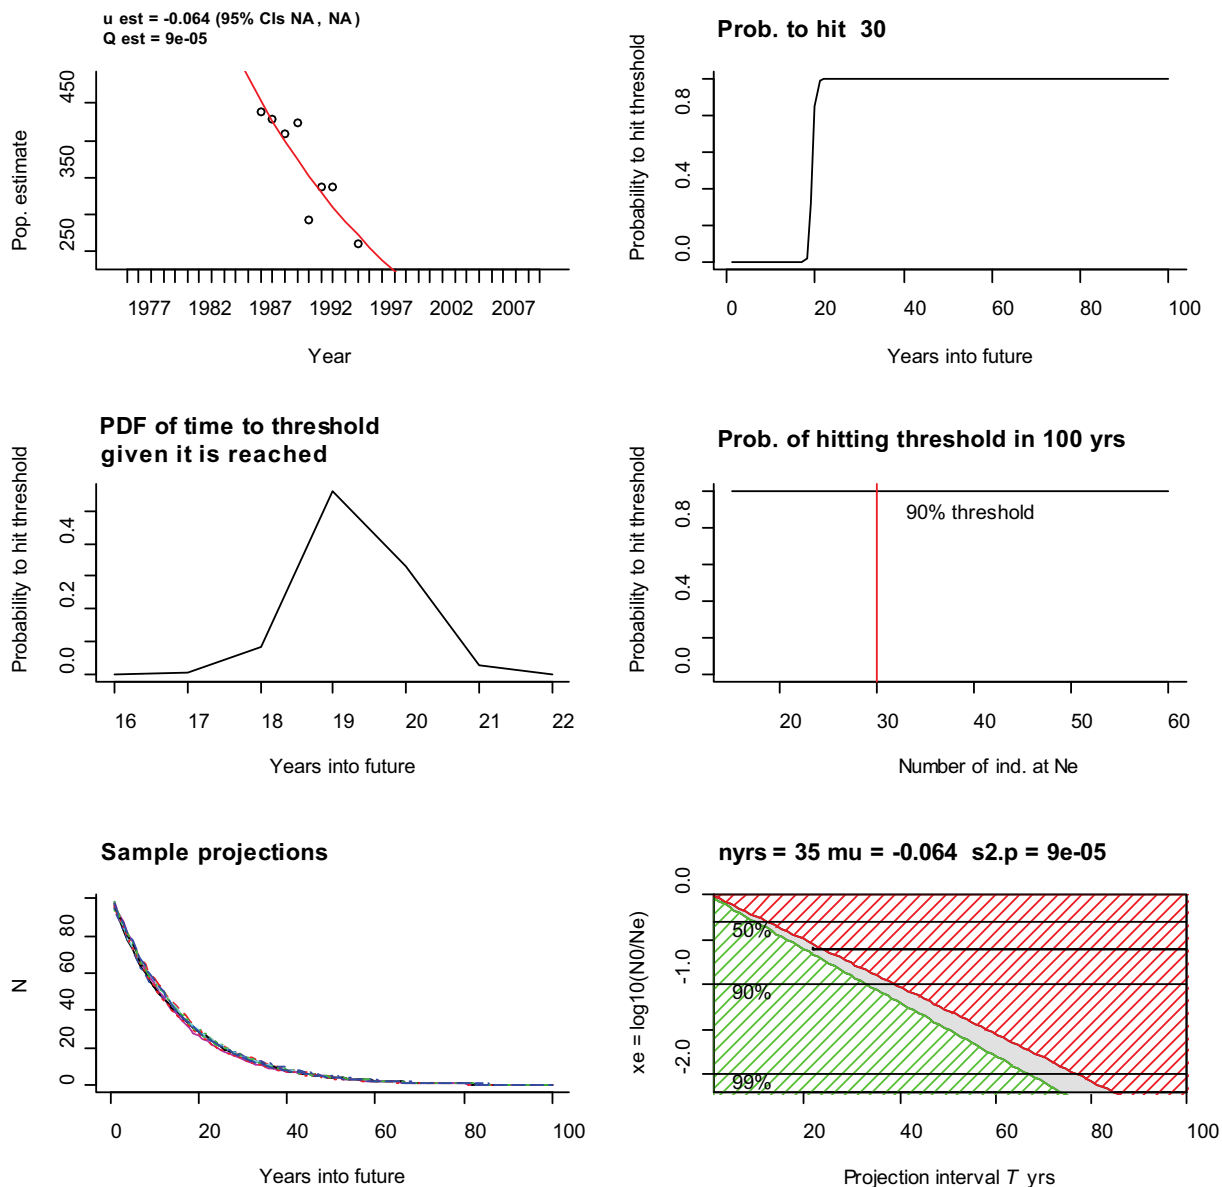 u est = -0.064 (95% CIs NA, NA)
Q est = 9e-05
Pop. estimate
450
350
250
1977 1982 1987 1992 1997 2002 2007
Year
Prob. to hit 30
Probability to hit threshold
0.8
0.4
0.0
0 20 40 60 80 100
Years into future
PDF of time to threshold
given it is reached
Probability to hit threshold
0.4
0.2
0.0
16 17 18 19 20 21 22
Years into future
Prob. of hitting threshold in 100 yrs
Probability to hit threshold
0.8
0.4
0.0
90% threshold
20 30 40 50 60
Number of ind. at Ne
Sample projections
N
80
60
40
20
0
0 20 40 60 80 100
Years into future
nyrs = 35 mu = -0.064 s2.p = 9e-05
xe = log10(N0/Ne)
0.0
-1.0
-2.0
50%
90%
99%
20 40 60 80 100
Projection interval T yrs